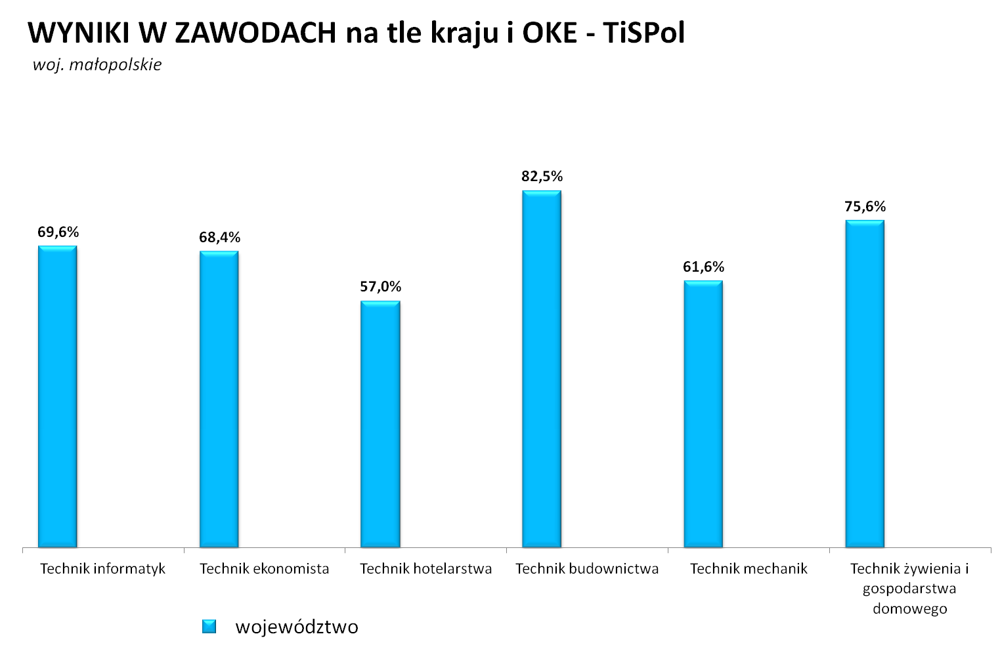 WYNIKI W ZAWODACH na tle kraju i OKE - TiSPol
woj. małopolskie
82,5%
75,6%
69,6%
68,4%
61,6%
57,0%
Technik informatyk
Technik ekonomista
Technik hotelarstwa
Technik budownictwa
Technik mechanik
Technik żywienia i
gospodarstwa
domowego
województwo